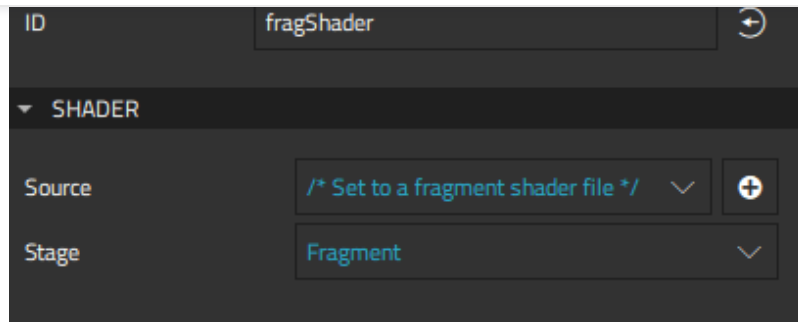 ID fragShader
SHADER
Source /* Set to a fragment shader file */
Stage Fragment